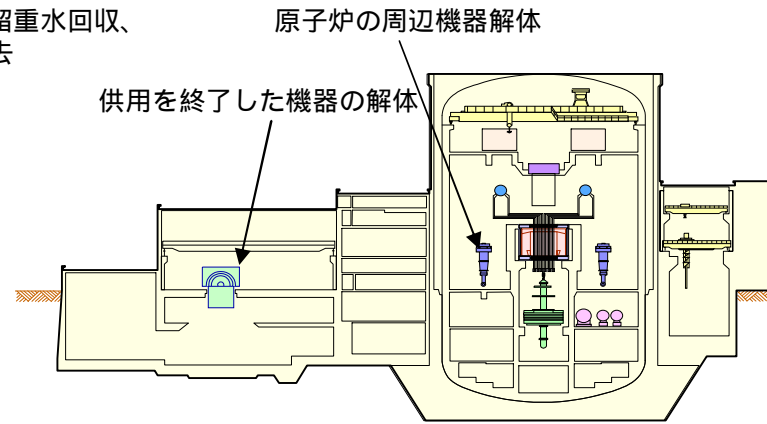 留重水回収、
去
原子炉の周辺機器解体
供用を終了した機器の解体